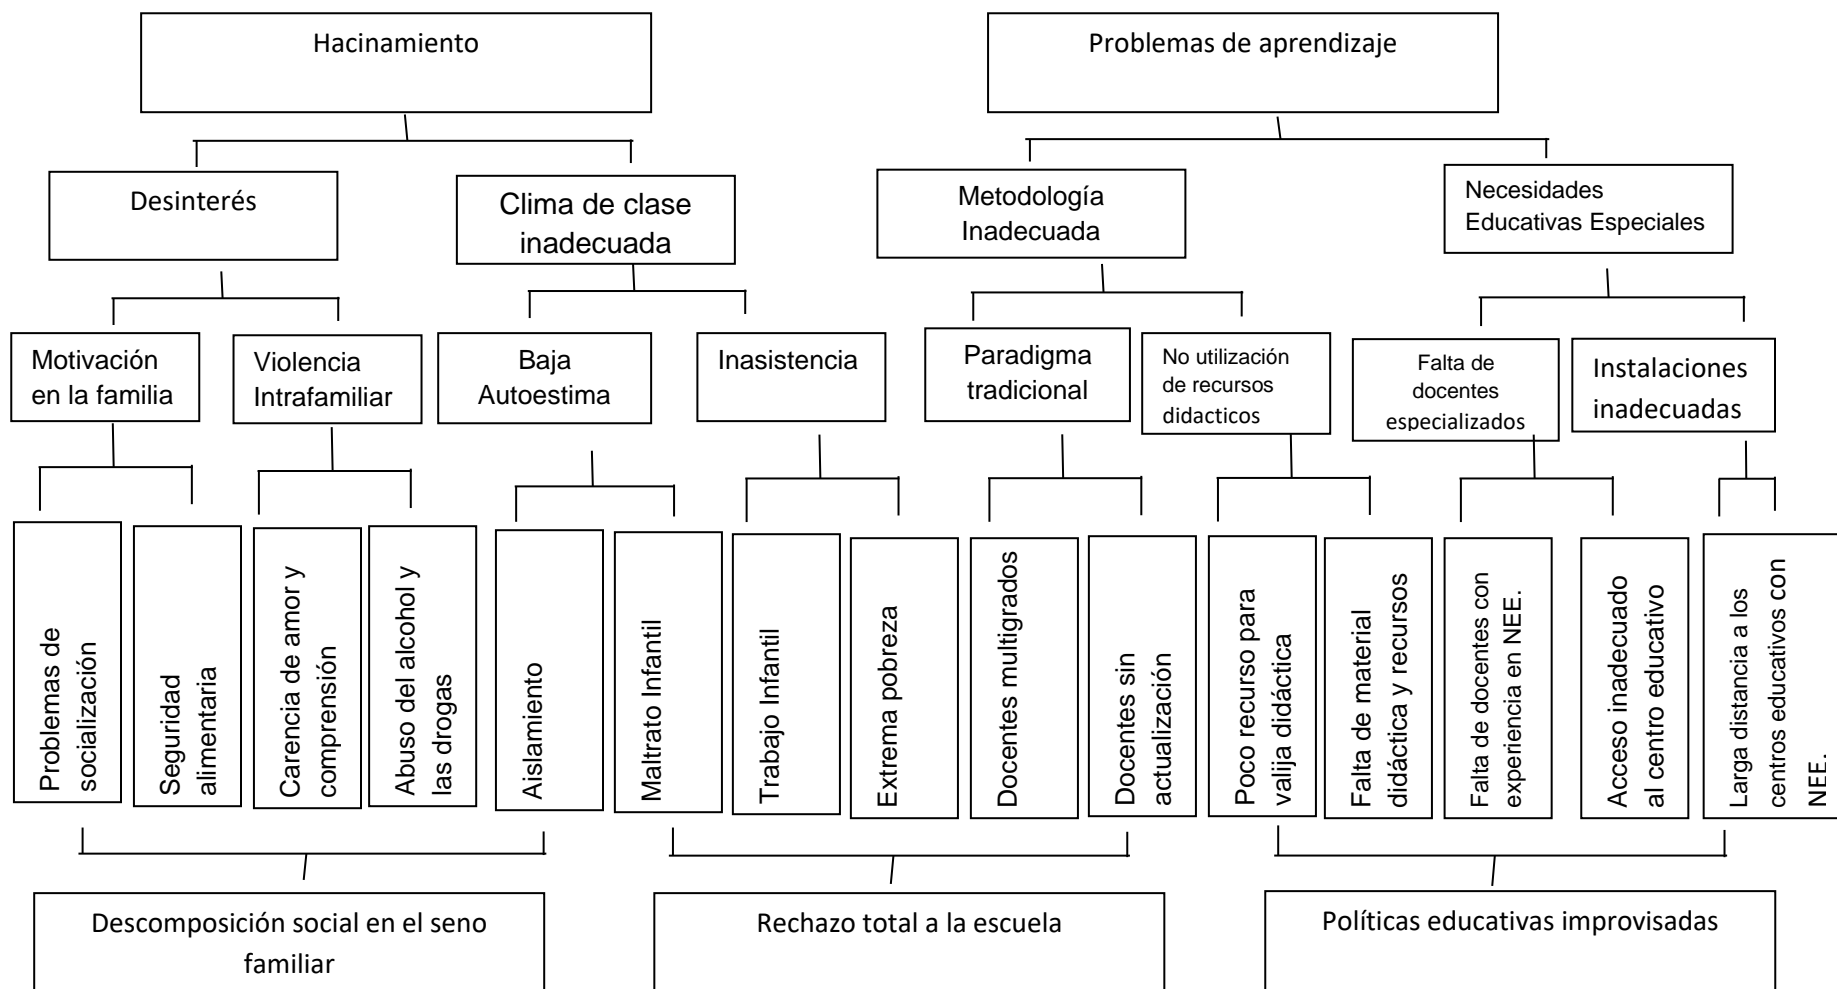 Hacinamiento
Problemas de aprendizaje
Desinterés
Clima de clase
inadecuada
Metodología
Inadecuada
Necesidades
Educativas Especiales
Motivación
en la familia
Violencia
Intrafamiliar
Baja
Autoestima
Inasistencia
Paradigma
tradicional
No utilización
de recursos
didacticos
Falta de
docentes
especializados
Instalaciones
inadecuadas
Problemas de
socialización
Seguridad
alimentaria
Carencia de amor y
comprensión
Abuso del alcohol y
las drogas
Aislamiento
Maltrato Infantil
Trabajo Infantil
Extrema pobreza
Docentes multigrados
Docentes sin
actualización
Poco recurso para
valija didáctica
Falta de material
didáctica y recursos
Falta de docentes con
experiencia en NEE.
Acceso inadecuado
al centro educativo
Larga distancia a los
centros educativos con
NEE.
Descomposición social en el seno
familiar
Rechazo total a la escuela
Políticas educativas improvisadas